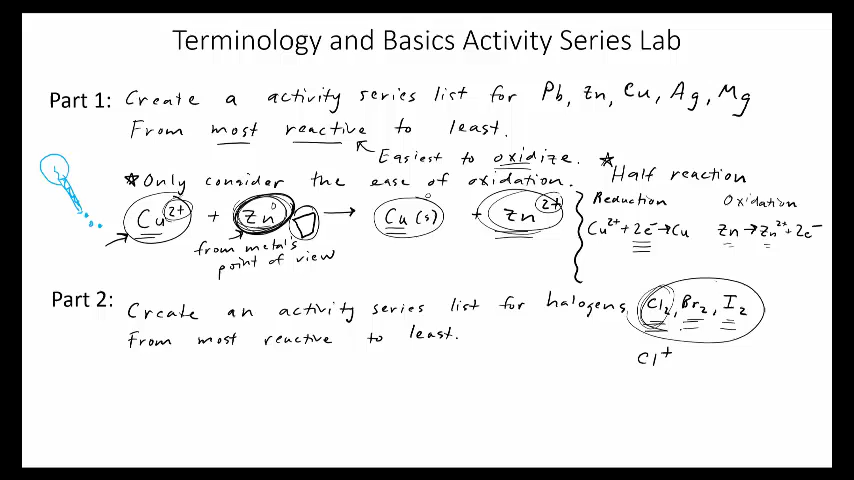 Terminology and Basics Activity Series Lab
Part 1: Create a activity series list for Pb, Zn, Cu, Ag, Mg
From most reactive to least.
Easiest to oxidize.
*Only consider the ease of oxidation.
* Half reaction
Reduction Oxidation
Cu²⁺ + Zn⁰ → Cu(s)⁰ + Zn²⁺
Cu²⁺ + 2e⁻ → Cu Zn → Zn²⁺ + 2e⁻
from metal's
point of view
Part 2: Create an activity series list for halogens Cl₂, Br₂, I₂
From most reactive to least.
Cl⁺